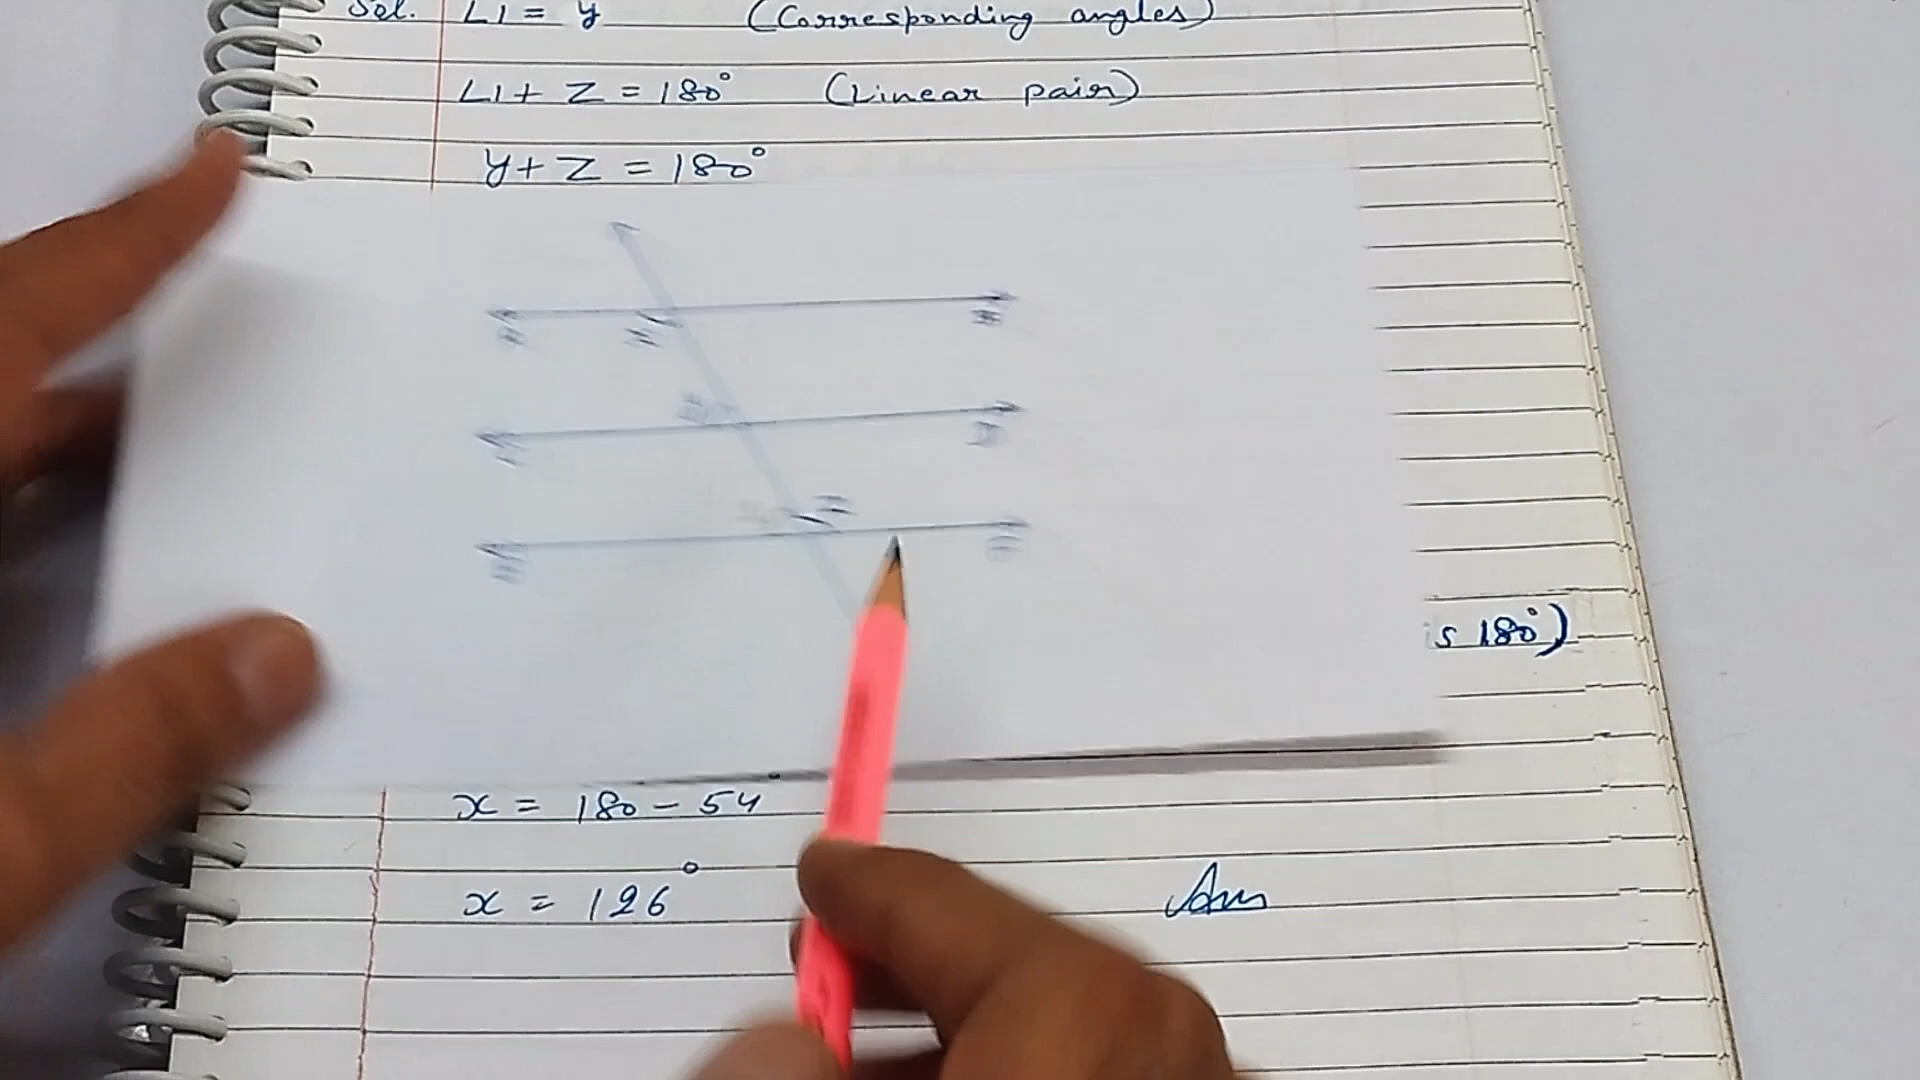 Sol. ∠1 = y (Corresponding angles)
∠1 + z = 180° (Linear pair)
y + z = 180°
s 180°)
x = 180 - 54
x = 126° Ans